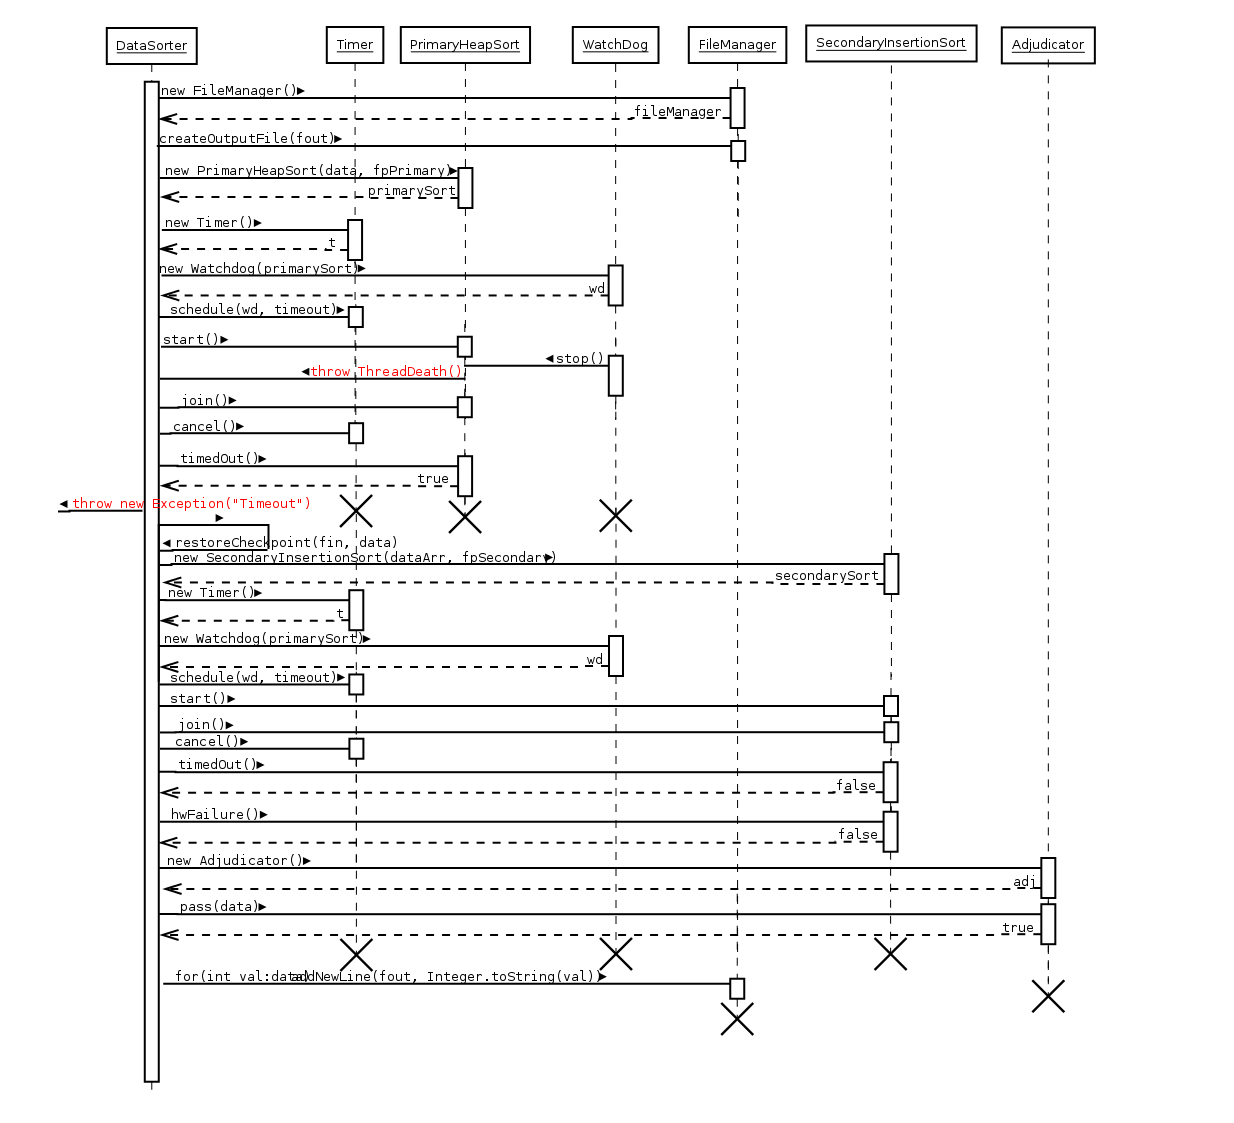 DataSorter
Timer
PrimaryHeapSort
WatchDog
FileManager
SecondaryInsertionSort
Adjudicator
new FileManager()
fileManager
createOutputFile(fout)
new PrimaryHeapSort(data, fpPrimary)
primarySort
new Timer()
t
new Watchdog(primarySort)
wd
schedule(wd, timeout)
start()
stop()
throw ThreadDeath()
join()
cancel()
timedOut()
true
throw new Exception("Timeout")
restoreCheckpoint(fin, data)
new SecondaryInsertionSort(dataArr, fpSecondary)
secondarySort
new Timer()
t
new Watchdog(primarySort)
wd
schedule(wd, timeout)
start()
join()
cancel()
timedOut()
false
hwFailure()
false
new Adjudicator()
adj
pass(data)
true
for(int val:data)
addNewLine(fout, Integer.toString(val))